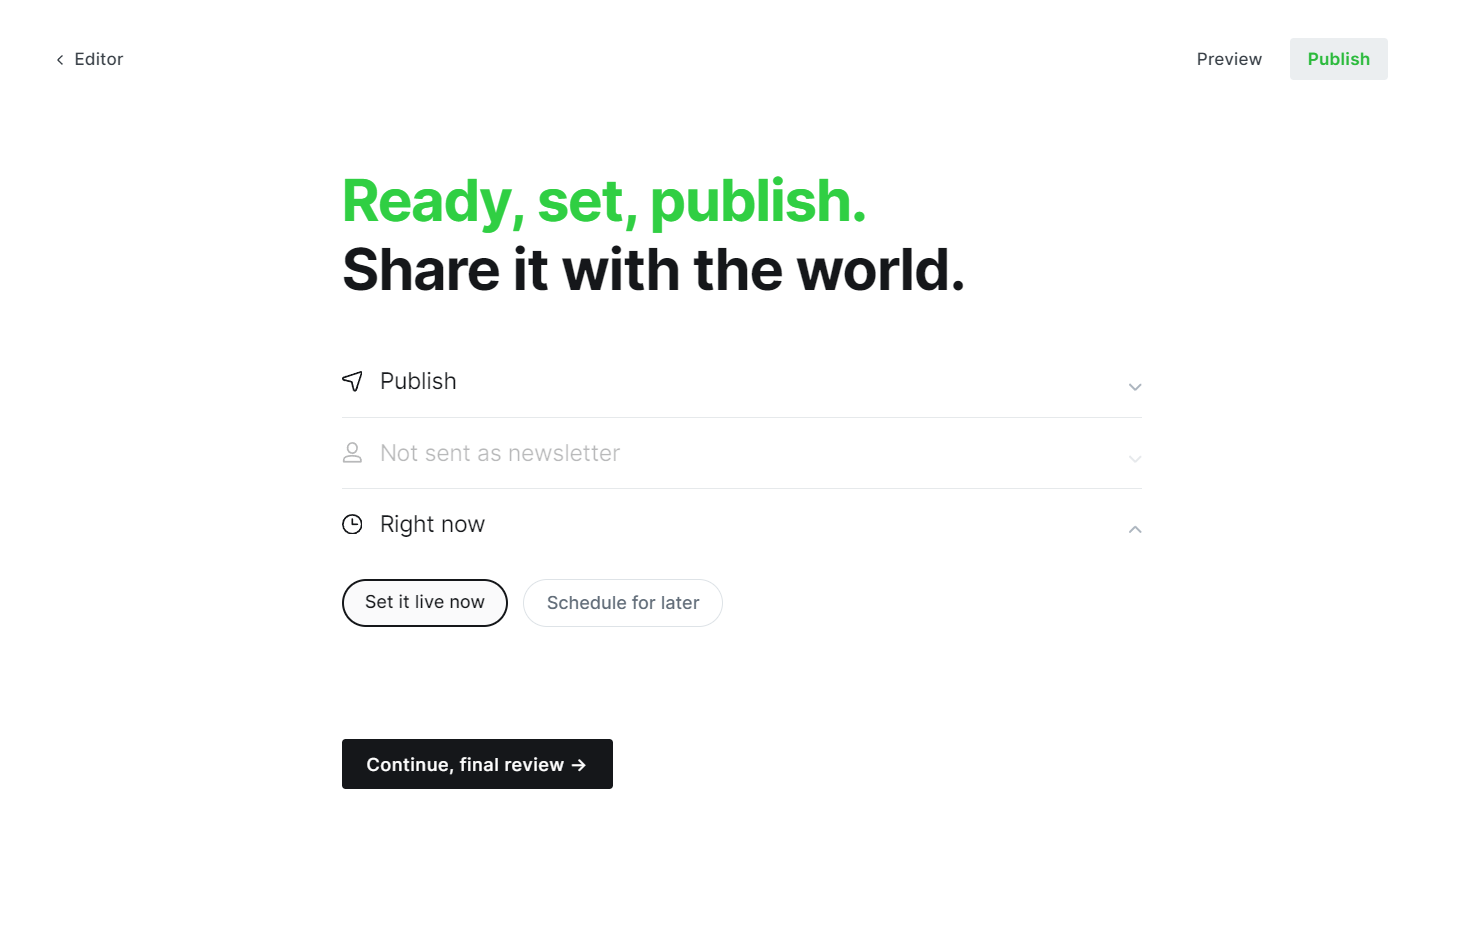 Editor
Preview
Publish
Ready, set, publish.
Share it with the world.
Publish
Not sent as newsletter
Right now
Set it live now
Schedule for later
Continue, final review →